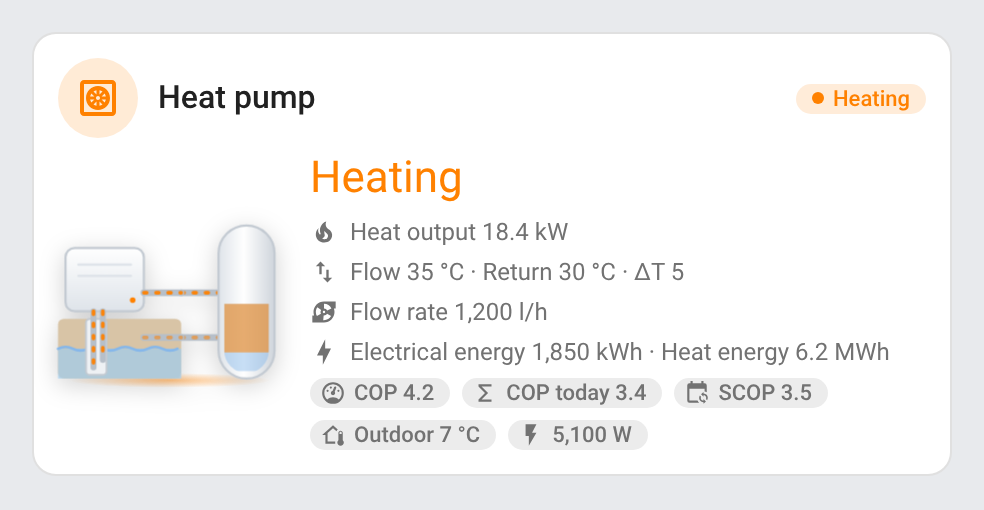 Heat pump
Heating
Heating
Heat output 18.4 kW
Flow 35 °C · Return 30 °C · ΔT 5
Flow rate 1,200 l/h
Electrical energy 1,850 kWh · Heat energy 6.2 MWh
COP 4.2
COP today 3.4
SCOP 3.5
Outdoor 7 °C
5,100 W